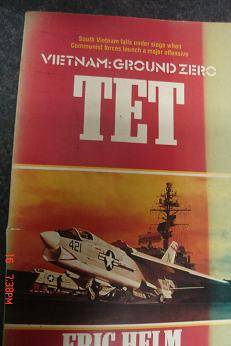 South Vietnam falls under siege when
Communist forces launch a major offensive
VIETNAM: GROUND ZERO
TET
421
ERIC HELM
16 7:38PM